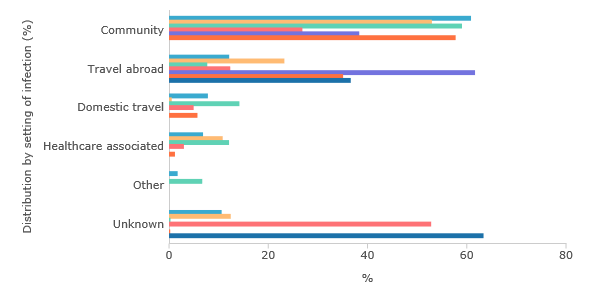 Distribution by setting of infection (%)
Community
Travel abroad
Domestic travel
Healthcare associated
Other
Unknown
0 20 40 60 80
%